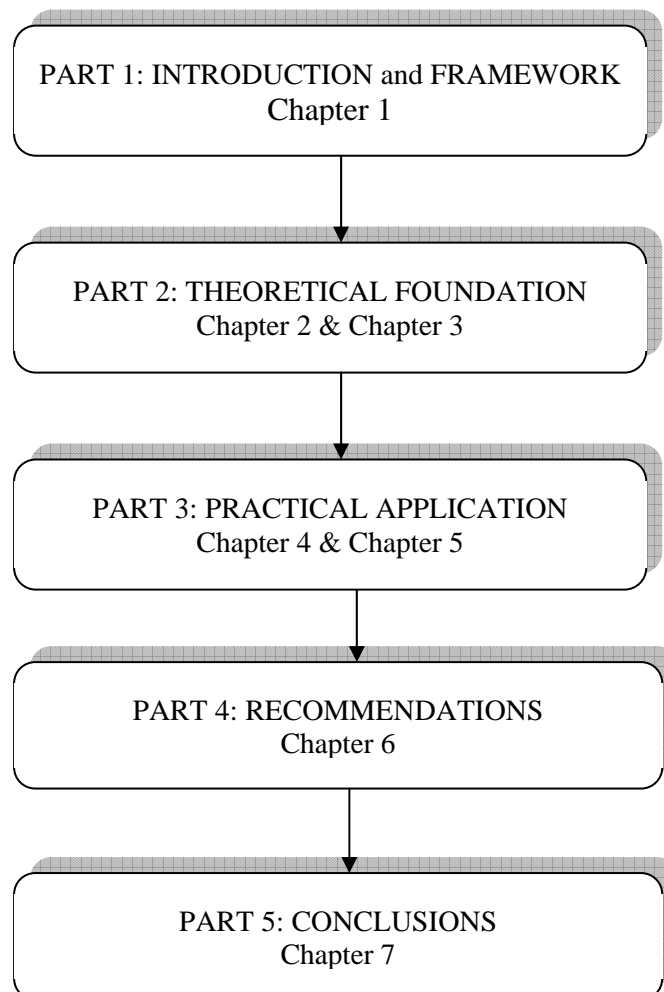 PART 1: INTRODUCTION and FRAMEWORK
Chapter 1
PART 2: THEORETICAL FOUNDATION
Chapter 2 & Chapter 3
PART 3: PRACTICAL APPLICATION
Chapter 4 & Chapter 5
PART 4: RECOMMENDATIONS
Chapter 6
PART 5: CONCLUSIONS
Chapter 7